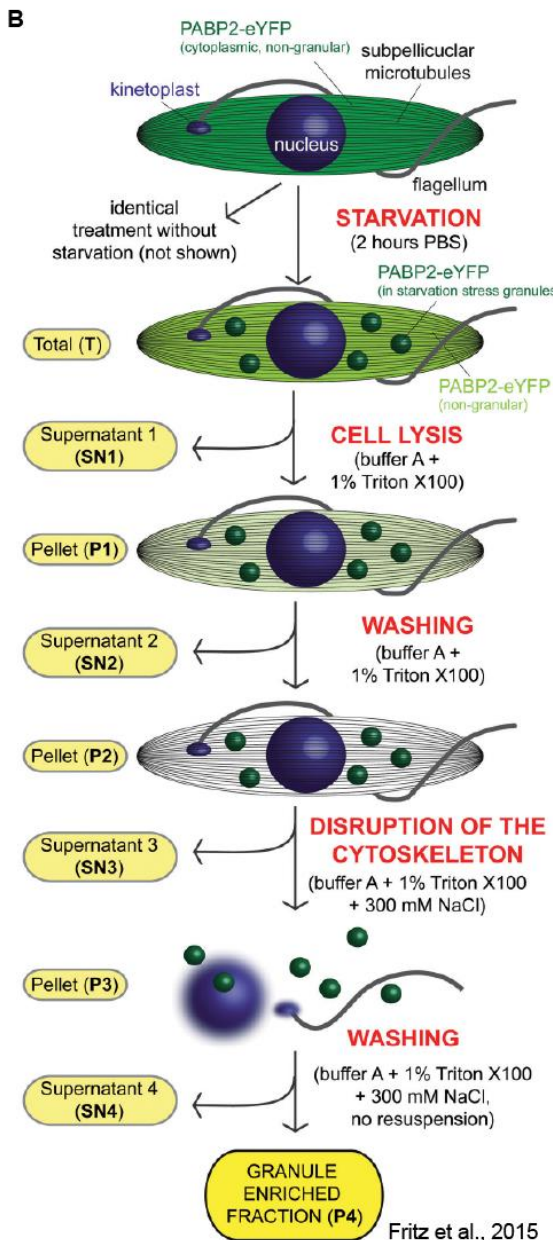 B
PABP2-eYFP
(cytoplasmic, non-granular)
subpellicuclar
microtubules
kinetoplast
nucleus
flagellum
identical
treatment without
starvation (not shown)
STARVATION
(2 hours PBS)
PABP2-eYFP
(in starvation stress granules
Total (T)
PABP2-eYFP
(non-granular)
Supernatant 1
(SN1)
CELL LYSIS
(buffer A +
1% Triton X100)
Pellet (P1)
Supernatant 2
(SN2)
WASHING
(buffer A +
1% Triton X100)
Pellet (P2)
Supernatant 3
(SN3)
DISRUPTION OF THE
CYTOSKELETON
(buffer A + 1% Triton X100
+ 300 mM NaCl)
Pellet (P3)
WASHING
Supernatant 4
(SN4)
(buffer A + 1% Triton X100
+ 300 mM NaCl,
no resuspension)
GRANULE
ENRICHED
FRACTION (P4)
Fritz et al., 2015